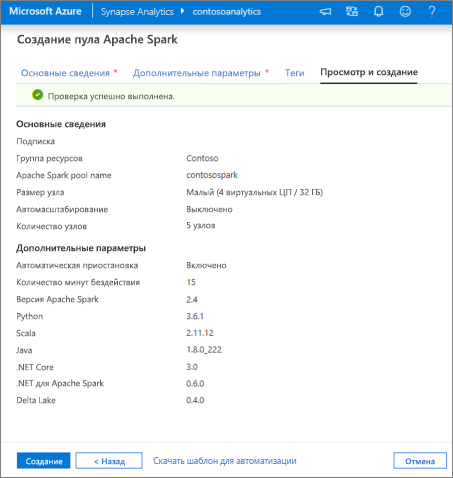 Microsoft Azure Synapse Analytics contosoanalytics ?
Создание пула Apache Spark
Основные сведения * Дополнительные параметры * Теги Просмотр и создание
Проверка успешно выполнена.
Основные сведения
Подписка
Группа ресурсов Contoso
Apache Spark pool name contosospark
Размер узла Малый (4 виртуальных ЦП / 32 ГБ)
Автомасштабирование Выключено
Количество узлов 5 узлов
Дополнительные параметры
Автоматическая приостановка Включено
Количество минут бездействия 15
Версия Apache Spark 2.4
Python 3.6.1
Scala 2.11.12
Java 1.8.0_222
.NET Core 3.0
.NET для Apache Spark 0.6.0
Delta Lake 0.4.0
Создание < Назад Скачать шаблон для автоматизации Отмена